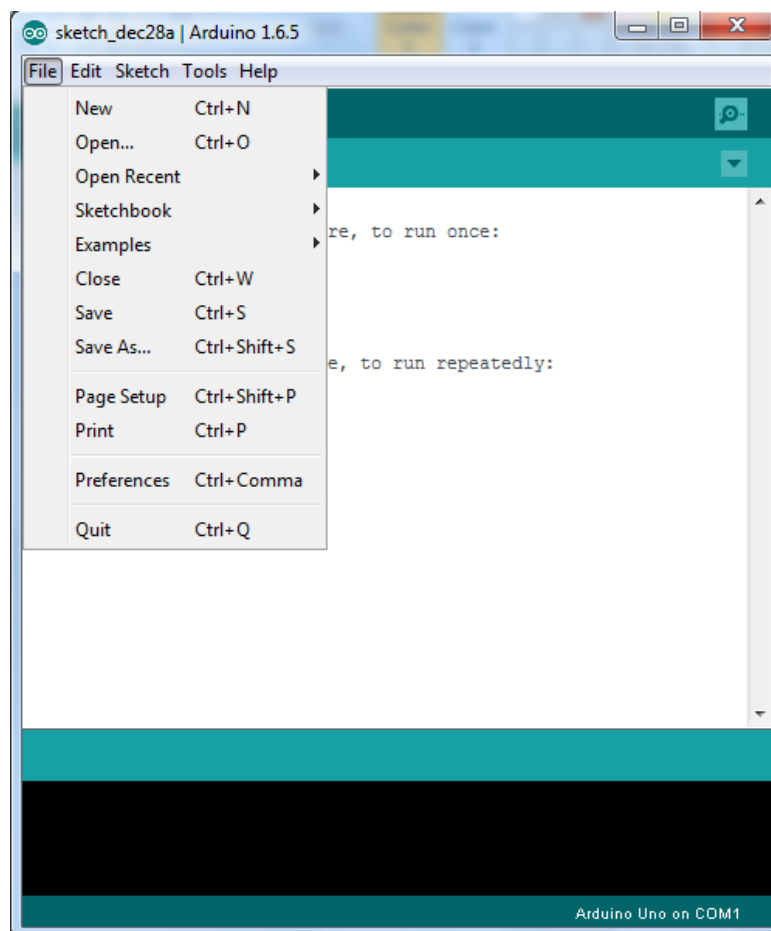 sketch_dec28a | Arduino 1.6.5
File Edit Sketch Tools Help
New Ctrl+N
Open... Ctrl+O
Open Recent
Sketchbook
re, to run once:
Examples
Close Ctrl+W
Save Ctrl+S
Save As... Ctrl+Shift+S
e, to run repeatedly:
Page Setup Ctrl+Shift+P
Print Ctrl+P
Preferences Ctrl+Comma
Quit Ctrl+Q
Arduino Uno on COM1